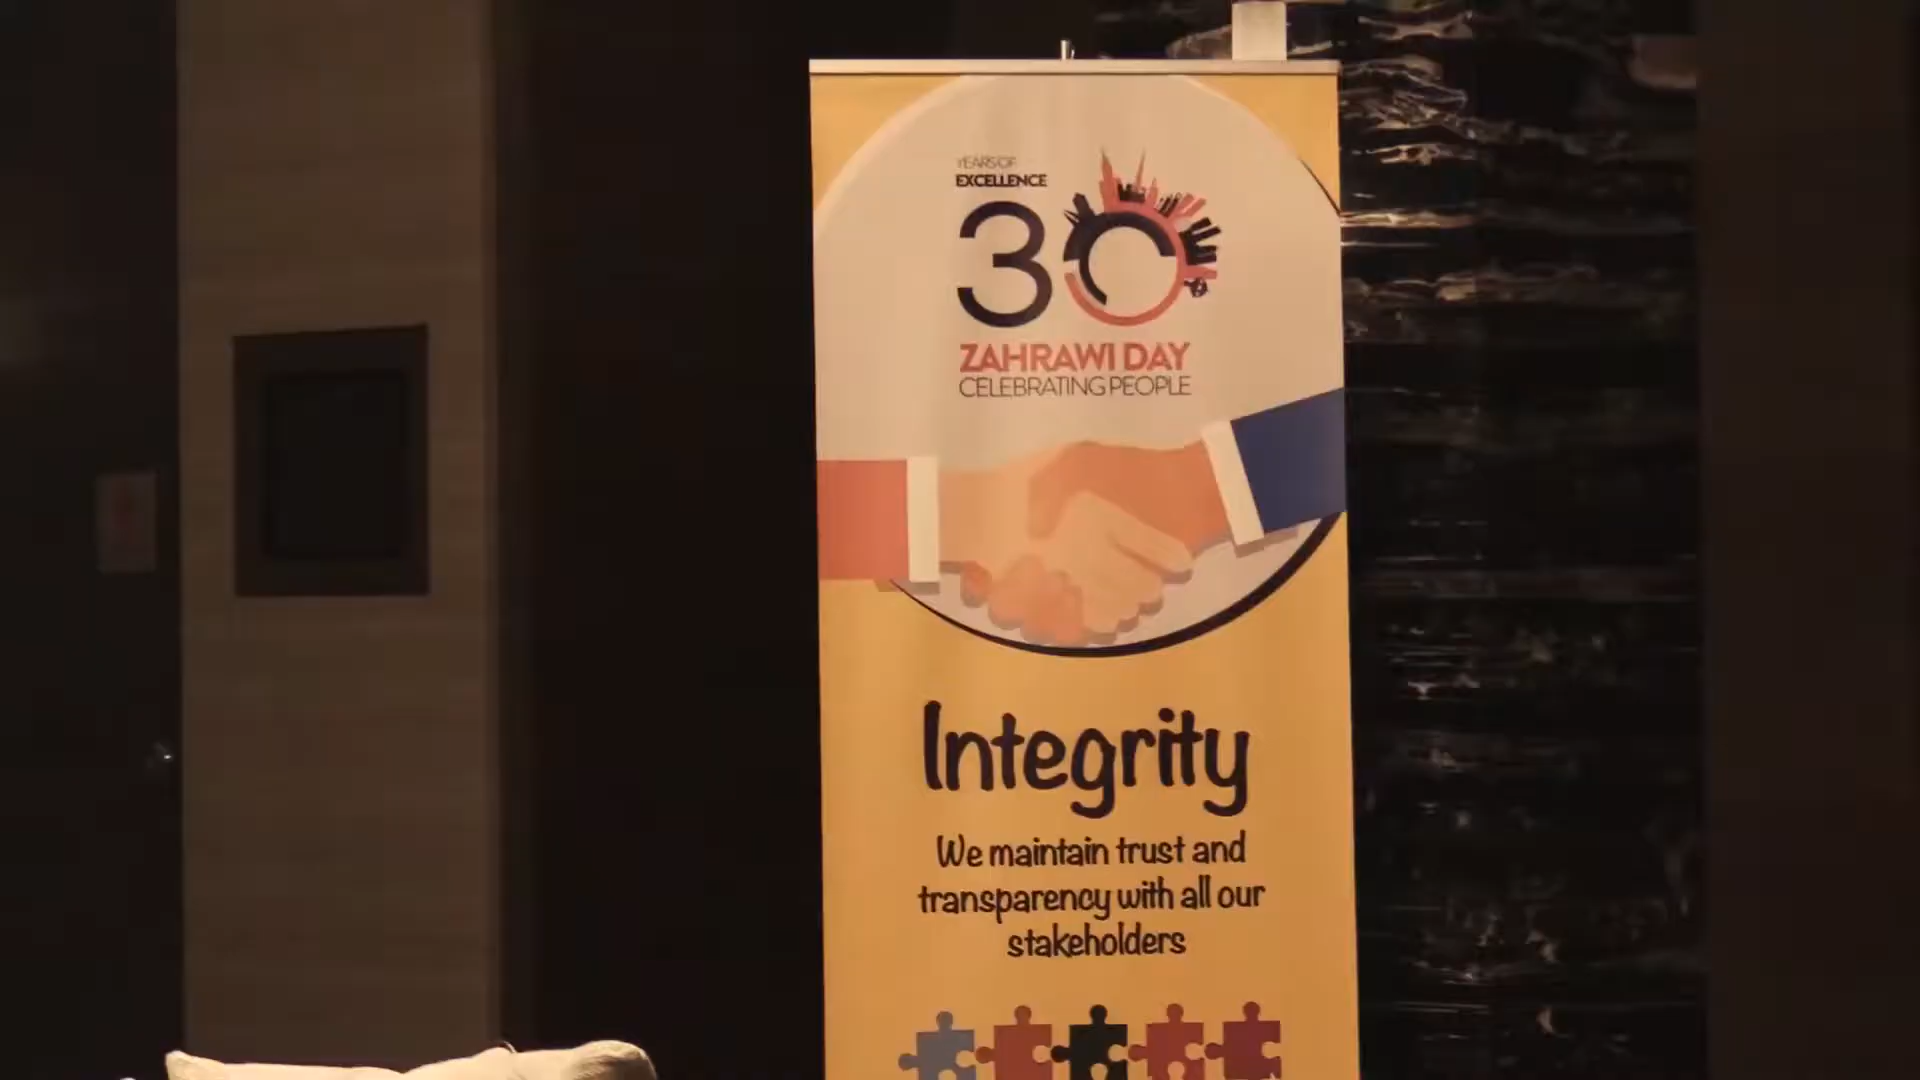 YEARS OF
EXCELLENCE
30
ZAHRAWI DAY
CELEBRATING PEOPLE
Integrity
We maintain trust and
transparency with all our
stakeholders